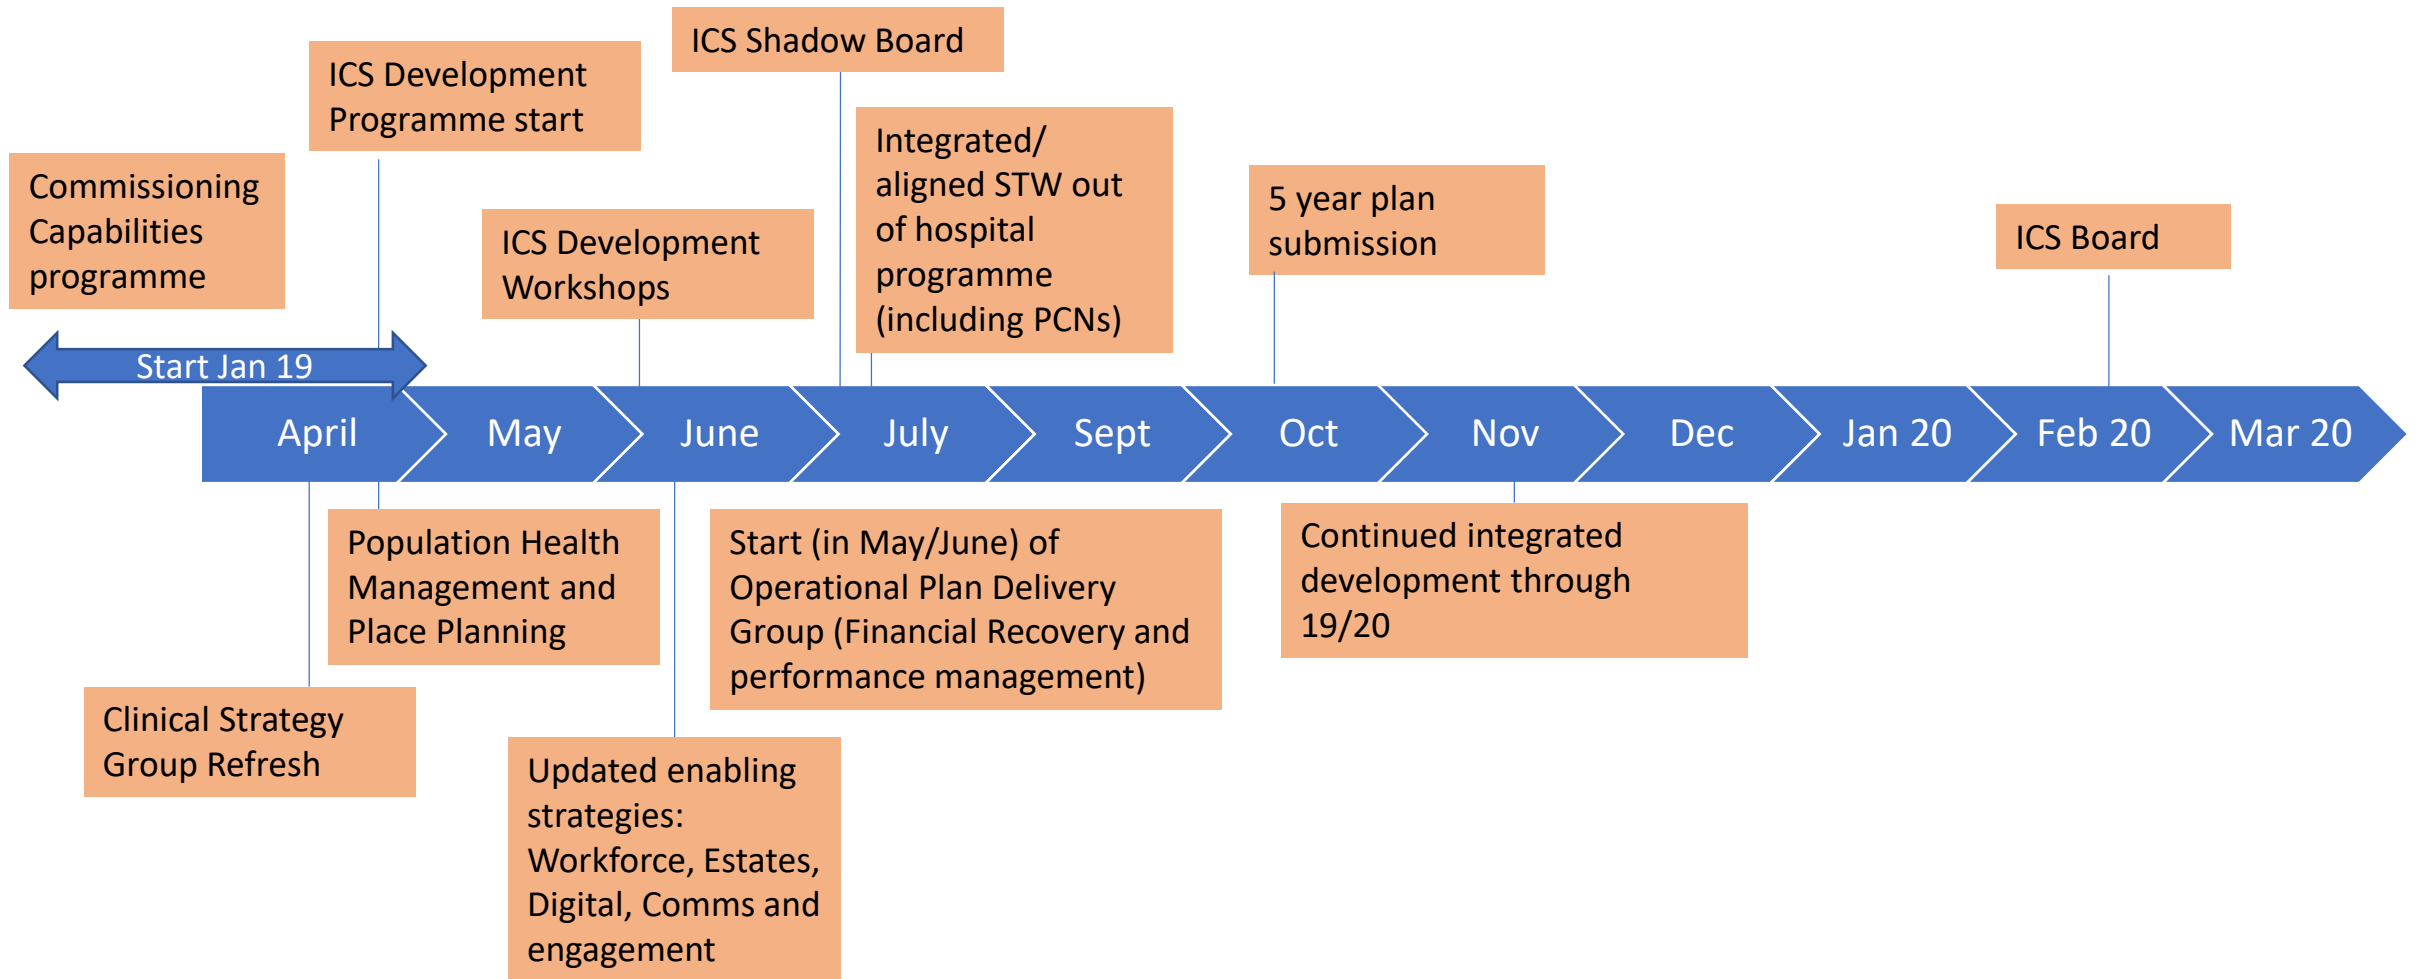 ICS Shadow Board
ICS Development
Programme start
Integrated/
aligned STW out
of hospital
programme
(including PCNs)
Commissioning
Capabilities
programme
5 year plan
submission
ICS Development
Workshops
ICS Board
Start Jan 19
April
May
June
July
Sept
Oct
Nov
Dec
Jan 20
Feb 20
Mar 20
Population Health
Management and
Place Planning
Start (in May/June) of
Operational Plan Delivery
Group (Financial Recovery and
performance management)
Continued integrated
development through
19/20
Clinical Strategy
Group Refresh
Updated enabling
strategies:
Workforce, Estates,
Digital, Comms and
engagement